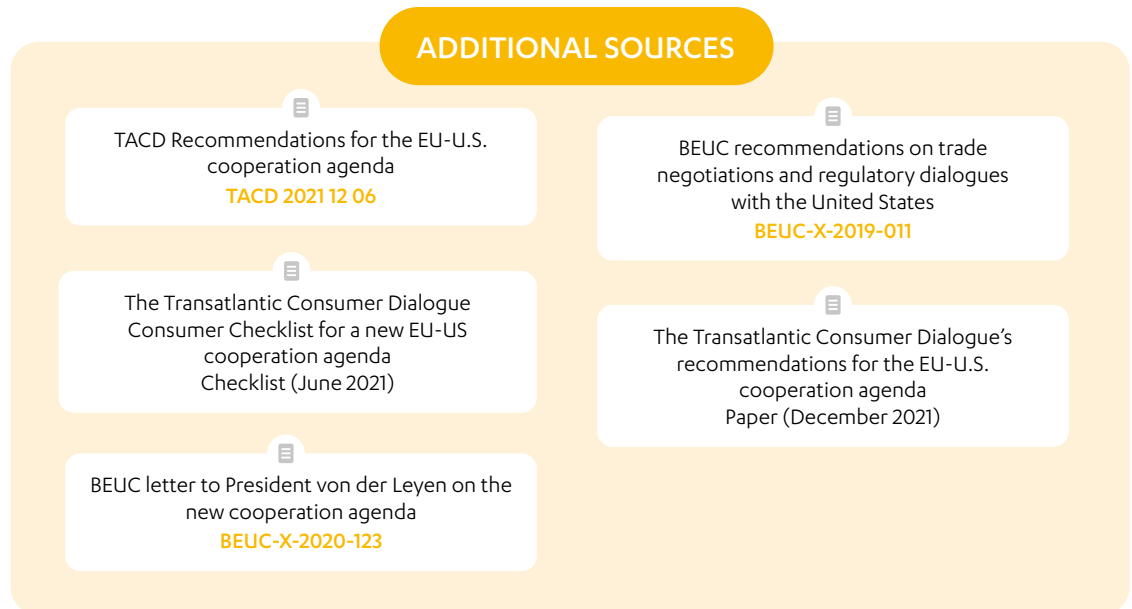 ADDITIONAL SOURCES
TACD Recommendations for the EU-U.S.
cooperation agenda
TACD 2021 12 06
The Transatlantic Consumer Dialogue
Consumer Checklist for a new EU-US
cooperation agenda
Checklist (June 2021)
BEUC letter to President von der Leyen on the
new cooperation agenda
BEUC-X-2020-123
BEUC recommendations on trade
negotiations and regulatory dialogues
with the United States
BEUC-X-2019-011
The Transatlantic Consumer Dialogue’s
recommendations for the EU-U.S.
cooperation agenda
Paper (December 2021)